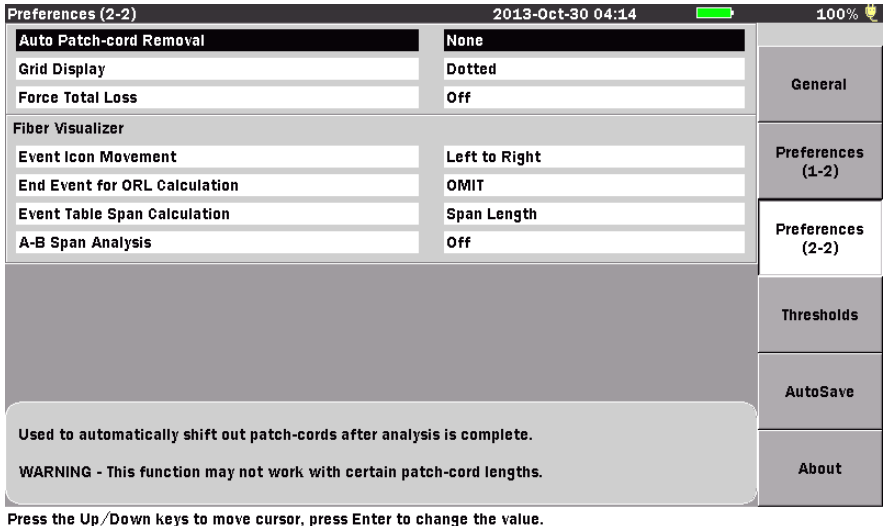 Preferences (2-2) 2013-Oct-30 04:14 100%
Auto Patch-cord Removal None
Grid Display Dotted
Force Total Loss Off
Fiber Visualizer
Event Icon Movement Left to Right
End Event for ORL Calculation OMIT
Event Table Span Calculation Span Length
A-B Span Analysis Off
General
Preferences
(1-2)
Preferences
(2-2)
Thresholds
AutoSave
About
Used to automatically shift out patch-cords after analysis is complete.
WARNING - This function may not work with certain patch-cord lengths.
Press the Up/Down keys to move cursor, press Enter to change the value.